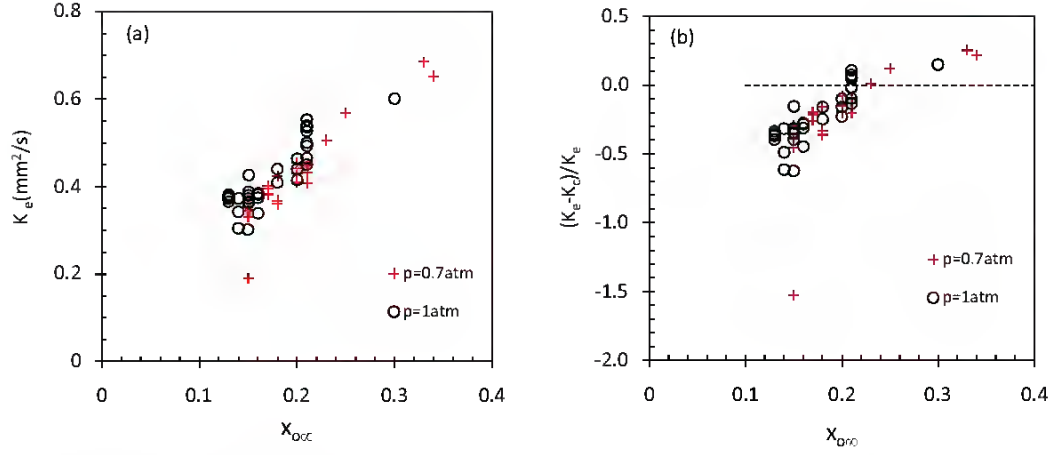 (a)
0.8
0.6
0.4
0.2
0
K e(mm²/s)
p=0.7atm
p=1atm
0 0.1 0.2 0.3 0.4
xo∞
(b)
0.5
0.0
-0.5
-1.0
-1.5
-2.0
(Ke-Kc)/Ke
p=0.7atm
p=1atm
0 0.1 0.2 0.3 0.4
xo∞